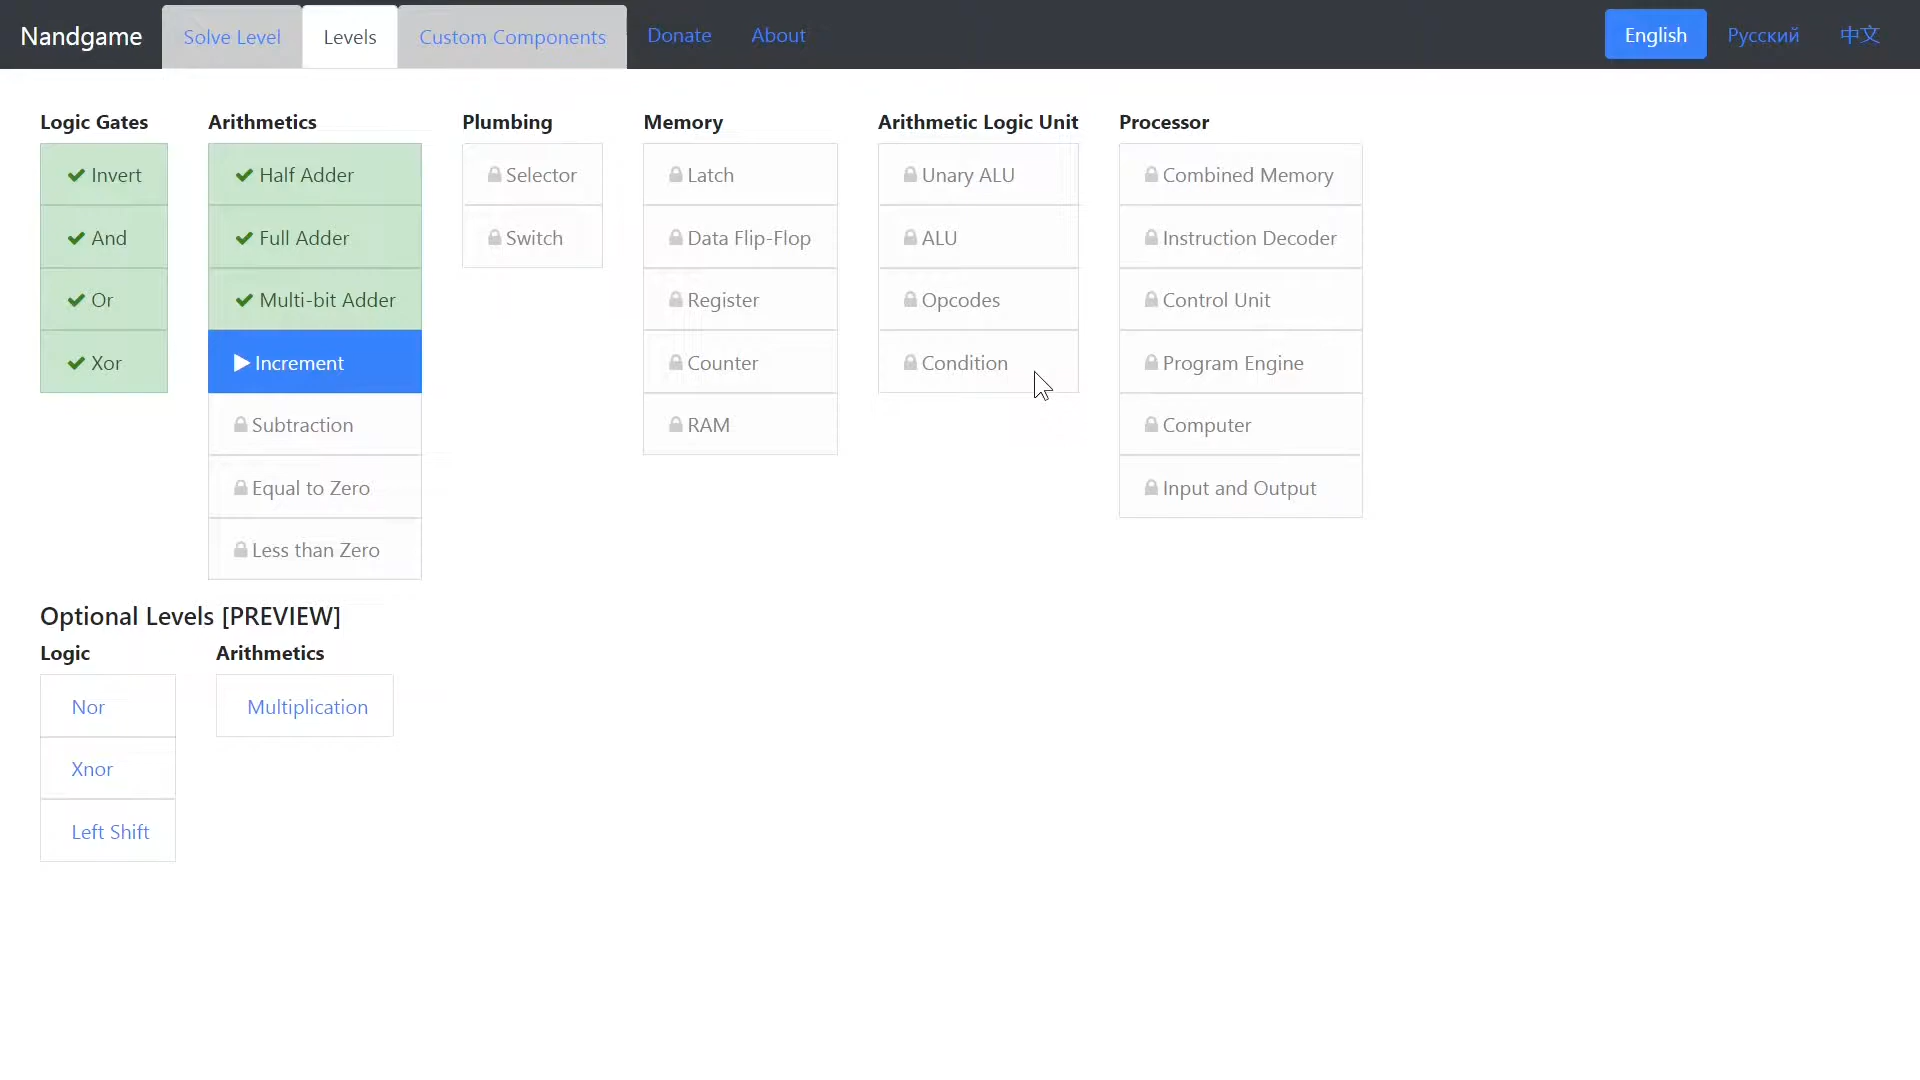 Nandgame Solve Level Levels Custom Components Donate About English Русский 中文
Logic Gates
Invert
And
Or
Xor
Arithmetics
Half Adder
Full Adder
Multi-bit Adder
Increment
Subtraction
Equal to Zero
Less than Zero
Plumbing
Selector
Switch
Memory
Latch
Data Flip-Flop
Register
Counter
RAM
Arithmetic Logic Unit
Unary ALU
ALU
Opcodes
Condition
Processor
Combined Memory
Instruction Decoder
Control Unit
Program Engine
Computer
Input and Output
Optional Levels [PREVIEW]
Logic
Nor
Xnor
Left Shift
Arithmetics
Multiplication